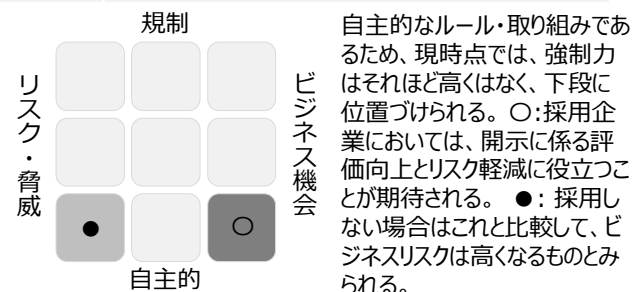 規制
リスク・脅威
ビジネス機会
●
〇
自主的
自主的なルール・取り組みであ
るため、現時点では、強制力
はそれほど高くはなく、下段に
位置づけられる。〇:採用企
業においては、開示に係る評
価向上とリスク軽減に役立つこ
とが期待される。 ●: 採用し
ない場合はこれと比較して、ビ
ジネスリスクは高くなるものとみ
られる。